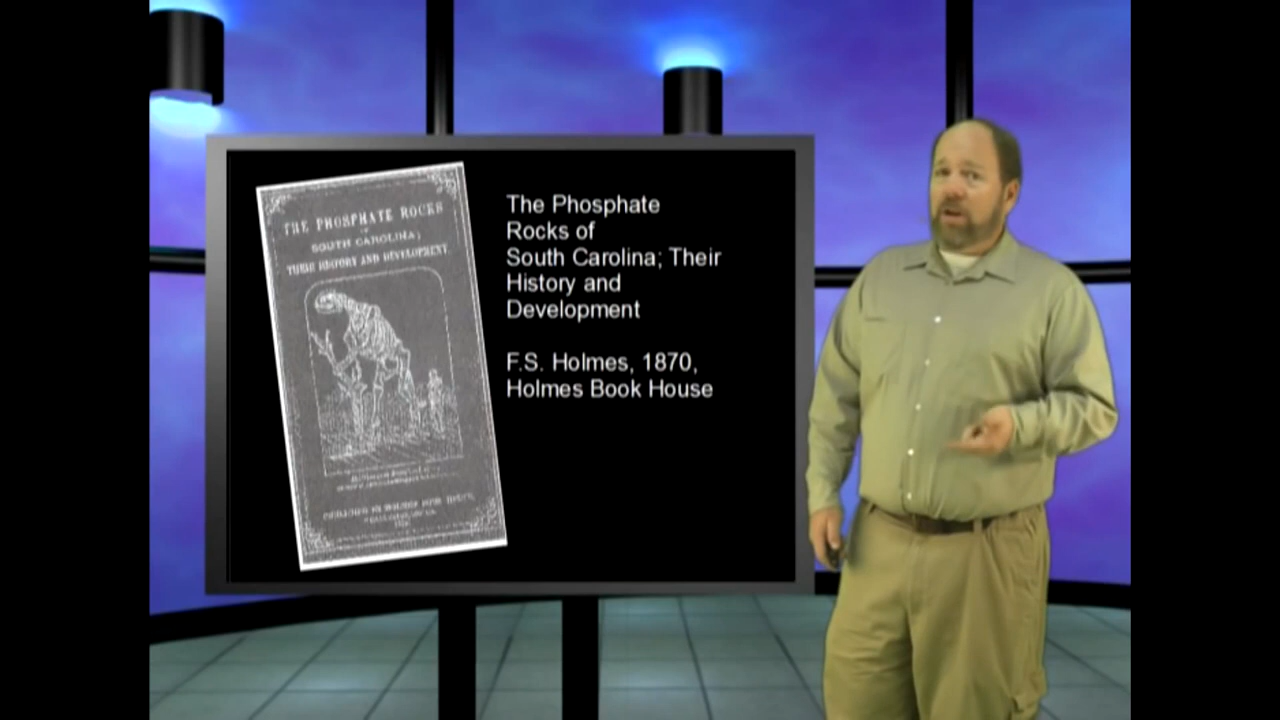 THE PHOSPHATE ROCKS
OF
SOUTH CAROLINA;
THEIR HISTORY AND DEVELOPMENT
The Phosphate
Rocks of
South Carolina; Their
History and
Development
F.S. Holmes, 1870,
Holmes Book House